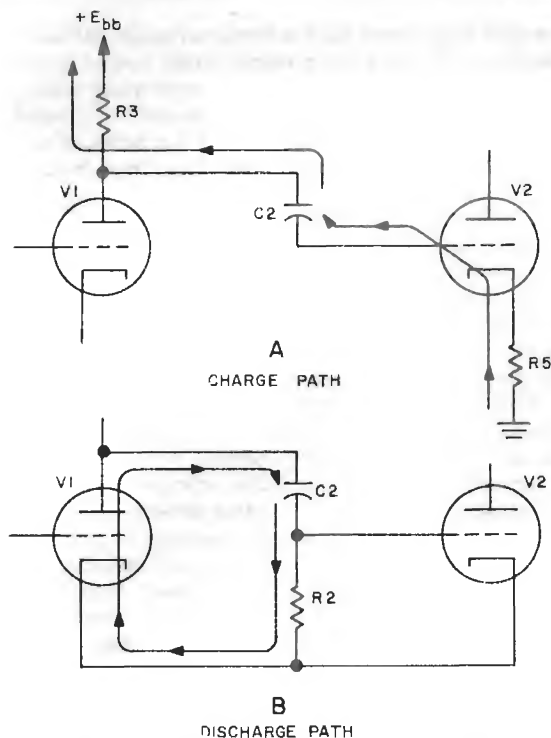 +Ebb
R3
V1
V2
C2
R5
A
CHARGE PATH
V1
C2
V2
R2
B
DISCHARGE PATH